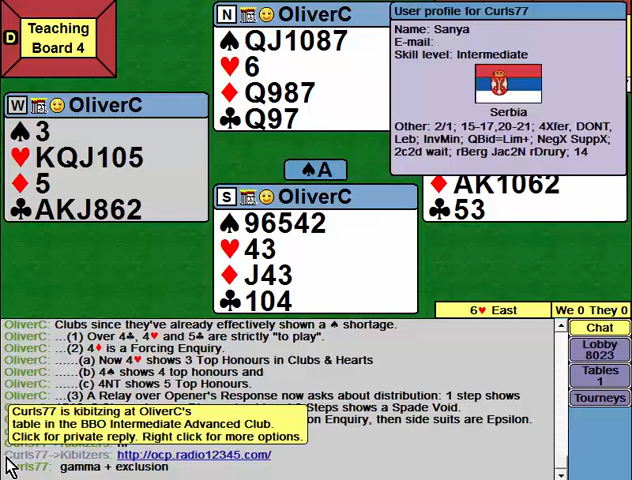 D
Teaching
Board 4
N OliverC
♠QJ1087
♥6
♦Q987
♣Q97
User profile for Curls77
Name: Sanya
E-mail:
Skill level: Intermediate
Serbia
Other: 2/1; 15-17,20-21; 4Xfer, DONT,
Leb; InvMin; QBid=Lim+; NegX SuppX;
2c2d wait; rBerg Jac2N rDrury; 14
W OliverC
♠3
♥KQJ105
♦5
♣AKJ862
♠A
♦AK1062
♣53
S OliverC
♠96542
♥43
♦J43
♣104
6♥ East
We 0 They 0
OliverC: Clubs since they've already effectively shown a ♠ shortage.
OliverC: ...(1) Over 4♣, 4♥ and 5♣ are strictly "to play".
OliverC: ...(2) 4♦ is a Forcing Enquiry.
OliverC: ......(a) Now 4♥ shows 3 Top Honours in Clubs & Hearts
OliverC: ......(b) 4♠ shows 4 top honours and
OliverC: ......(c) 4NT shows 5 Top Honours.
OliverC: ...(3) A Relay over Opener's Response now asks about distribution: 1 step shows
Steps shows a Spade Void.
on Enquiry, then side suits are Epsilon.
Curls77 is kibitzing at OliverC's
table in the BBO Intermediate Advanced Club.
Click for private reply. Right click for more options.
Curls77->Kibitzers: http://ocp.radio12345.com/
Curls77: gamma + exclusion
Chat
Lobby
8023
Tables
1
Tourneys